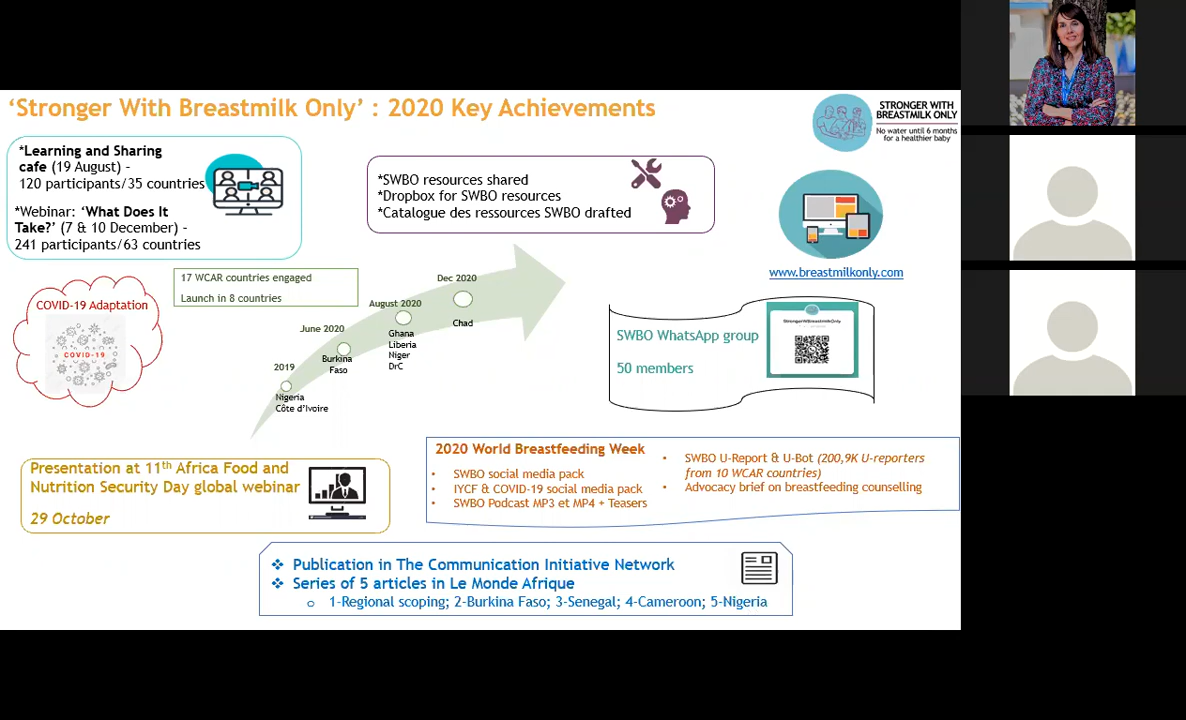 ‘Stronger With Breastmilk Only’ : 2020 Key Achievements
STRONGER WITH
BREASTMILK ONLY
No water until 6 months
for a healthier baby
*Learning and Sharing
cafe (19 August) -
120 participants/35 countries
*Webinar: ‘What Does It
Take?’ (7 & 10 December) -
241 participants/63 countries
*SWBO resources shared
*Dropbox for SWBO resources
*Catalogue des ressources SWBO drafted
www.breastmilkonly.com
17 WCAR countries engaged
Launch in 8 countries
COVID-19 Adaptation
COVID-19
2019
Nigeria
Côte d’Ivoire
June 2020
Burkina
Faso
August 2020
Ghana
Liberia
Niger
DrC
Dec 2020
Chad
SWBO WhatsApp group
50 members
StrongerWBreastmilkOnly
Presentation at 11th Africa Food and
Nutrition Security Day global webinar
29 October
2020 World Breastfeeding Week
• SWBO social media pack
• IYCF & COVID-19 social media pack
• SWBO Podcast MP3 et MP4 + Teasers
• SWBO U-Report & U-Bot (200,9K U-reporters
from 10 WCAR countries)
• Advocacy brief on breastfeeding counselling
❖ Publication in The Communication Initiative Network
❖ Series of 5 articles in Le Monde Afrique
o 1-Regional scoping; 2-Burkina Faso; 3-Senegal; 4-Cameroon; 5-Nigeria